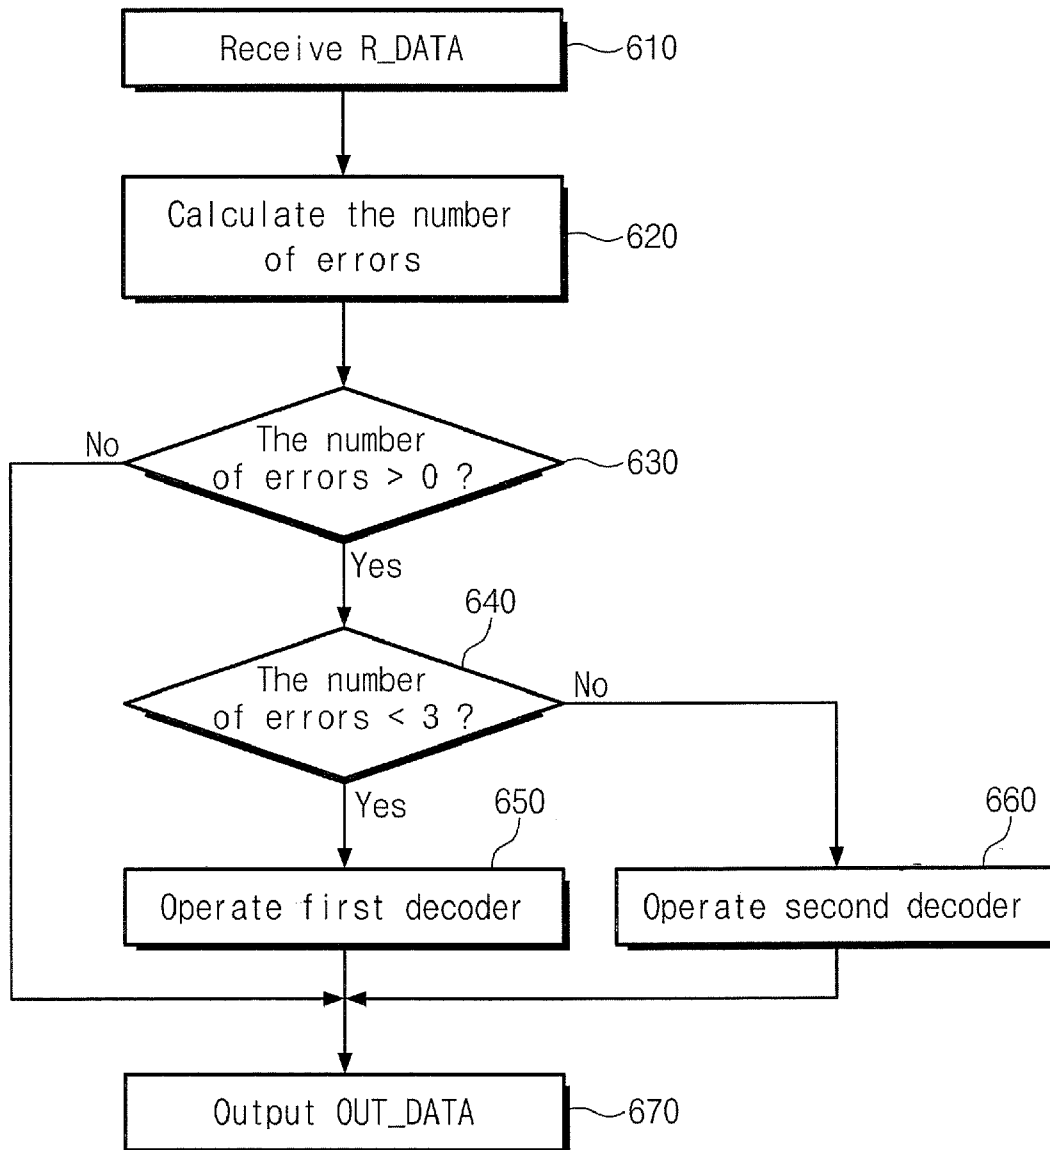 Receive R_DATA
610
Calculate the number
of errors
620
No
The number
of errors > 0 ?
630
Yes
640
The number
of errors < 3 ?
No
Yes
650
660
Operate first decoder
Operate second decoder
Output OUT_DATA
670